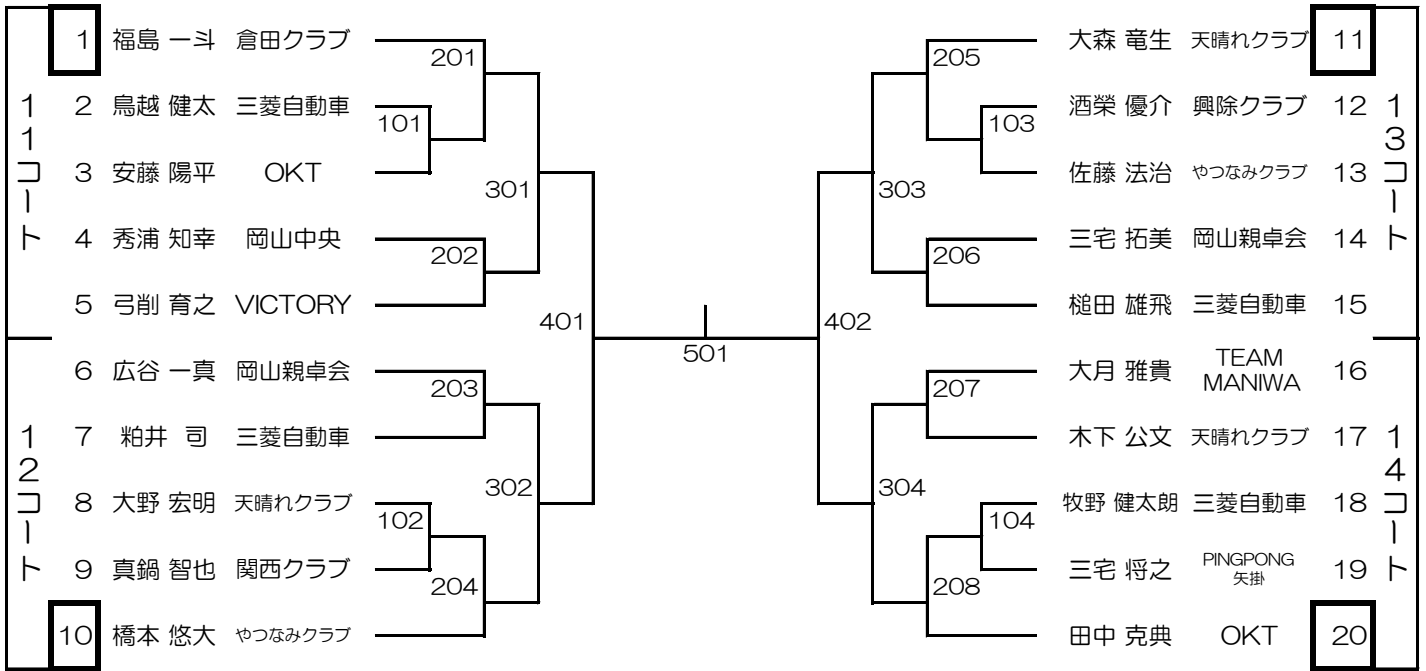 11コート
1 福島 一斗 倉田クラブ
2 鳥越 健太 三菱自動車
3 安藤 陽平 OKT
4 秀浦 知幸 岡山中央
5 弓削 育之 VICTORY
12コート
6 広谷 一真 岡山親卓会
7 粕井 司 三菱自動車
8 大野 宏明 天晴れクラブ
9 真鍋 智也 関西クラブ
10 橋本 悠大 やつなみクラブ
201
101
202
203
102
204
301
302
401
501
402
303
304
205
103
206
207
104
208
13コート
大森 竜生 天晴れクラブ 11
酒榮 優介 興除クラブ 12
佐藤 法治 やつなみクラブ 13
三宅 拓美 岡山親卓会 14
槌田 雄飛 三菱自動車 15
14コート
大月 雅貴 TEAM
MANIWA 16
木下 公文 天晴れクラブ 17
牧野 健太朗 三菱自動車 18
三宅 将之 PINGPONG
矢掛 19
田中 克典 OKT 20